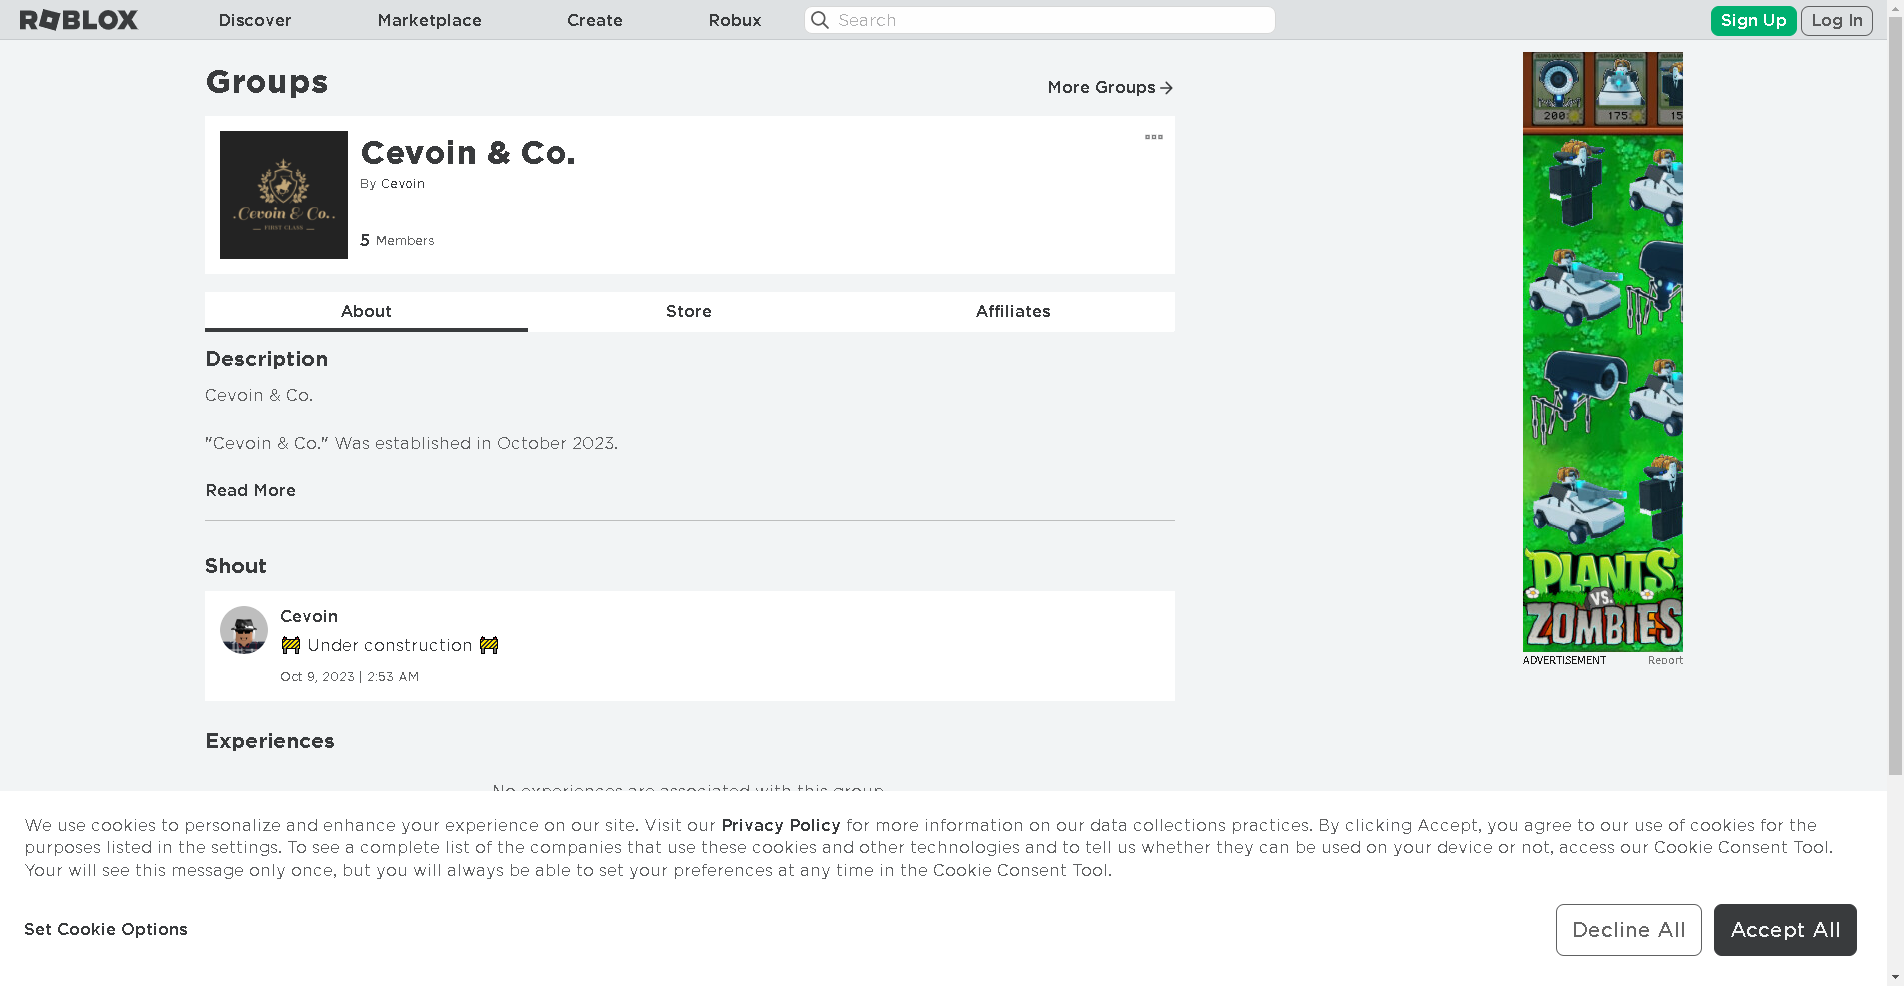 ROBLOX Discover Marketplace Create Robux Search Sign Up Log In
Groups
More Groups
Cevoin & Co.
By Cevoin
5 Members
.Cevoin & Co..
FIRST CLASS
About Store Affiliates
Description
Cevoin & Co.
"Cevoin & Co." Was established in October 2023.
Read More
Shout
Cevoin
🚧 Under construction 🚧
Oct 9, 2023 | 2:53 AM
Experiences
No experiences are associated with this group
200
175
15
PLANTS
VS.
ZOMBIES
ADVERTISEMENT Report
We use cookies to personalize and enhance your experience on our site. Visit our Privacy Policy for more information on our data collections practices. By clicking Accept, you agree to our use of cookies for the
purposes listed in the settings. To see a complete list of the companies that use these cookies and other technologies and to tell us whether they can be used on your device or not, access our Cookie Consent Tool.
Your will see this message only once, but you will always be able to set your preferences at any time in the Cookie Consent Tool.
Set Cookie Options
Decline All
Accept All